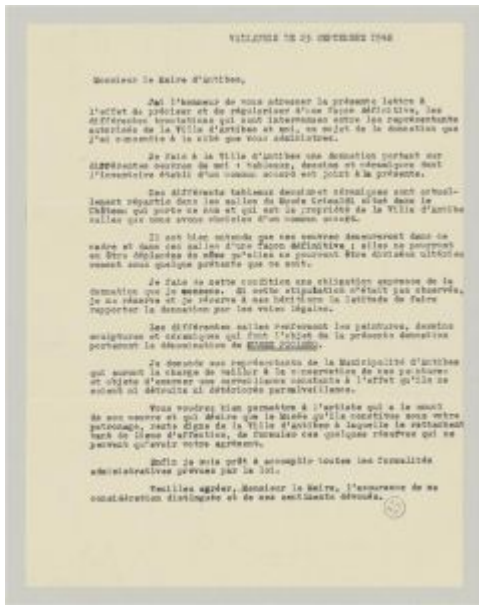 VALLAURIS LE 23 SEPTEMBRE 1948
Monsieur le Maire d'Antibes,
J'ai l'honneur de vous adresser la présente lettre à
l'effet de préciser et de régulariser d'une façon définitive, les
différentes tractations qui sont intervenues entre les représentants
autorisés de la Ville d'Antibes et moi, au sujet de la donation que
j'ai consentie à la cité que vous administrez.
Je fais à la Ville d'Antibes une donation portant sur
différentes oeuvres de moi : tableaux, dessins et céramiques dont
l'inventaire établi d'un commun accord est joint à la présente.
Ces différents tableaux dessins et céramiques sont actuel-
lement répartis dans les salles du Musée Grimaldi situé dans le
Château qui porte ce nom et qui est la propriété de la Ville d'Antibes
salles que nous avons choisies d'un commun accord.
Il est bien entendu que ces oeuvres demeureront dans ce
cadre et dans ces salles d'une façon définitive ; elles ne pourront
en être déplacées de même qu'elles ne pourront être divisées ultérieu-
rement sous quelque prétexte que ce soit.
Je fais de cette condition une obligation expresse de la
donation que je consens. Si cette stipulation n'était pas observée,
je me réserve et je réserve à mes héritiers la latitude de faire
rapporter la donation par les voies légales.
Les différentes salles renfermant les peintures, dessins
sculptures et céramiques qui font l'objet de la présente donation
porteront la dénomination de MUSEE PICASSO.
Je demande aux représentants de la Municipalité d'Antibes
qui auront la charge de veiller à la conservation de ces peintures
et objets d'exercer une surveillance constante à l'effet qu'ils ne
soient ni détruits ni détériorés par malveillance.
Vous voudrez bien permettre à l'artiste qui a le souci
de son oeuvre et qui désire que le Musée qu'ils constitue sous votre
patronage, reste digne de la Ville d'Antibes à laquelle le rattachent
tant de liens d'affection, de formuler ces quelques réserves qui ne
peuvent qu'avoir votre agrément.
Enfin je suis prêt à accomplir toutes les formalités
administratives prévues par la loi.
Veuillez agréer, Monsieur le Maire, l'assurance de ma
considération distinguée et de mes sentiments dévoués.